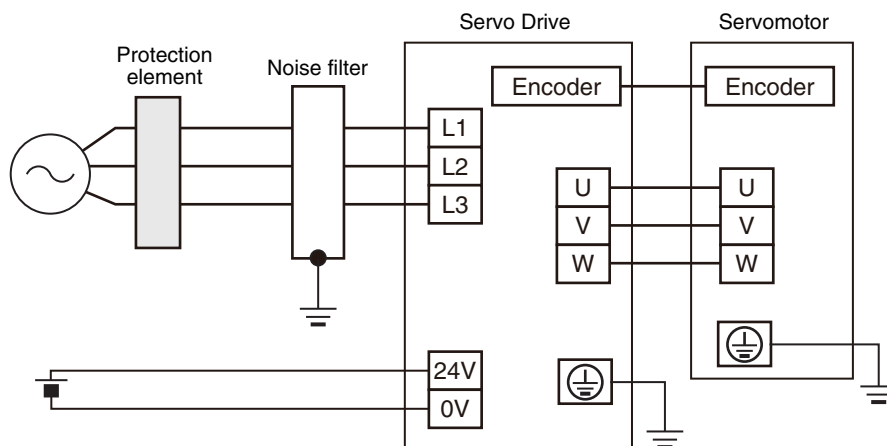 Servo Drive
Servomotor
Protection
element
Noise filter
Encoder
Encoder
L1
L2
L3
U
V
W
U
V
W
24V
0V